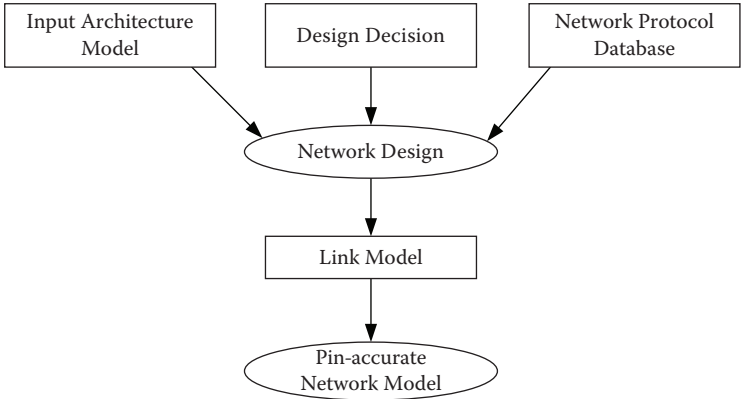 Input Architecture
Model
Design Decision
Network Protocol
Database
Network Design
Link Model
Pin-accurate
Network Model